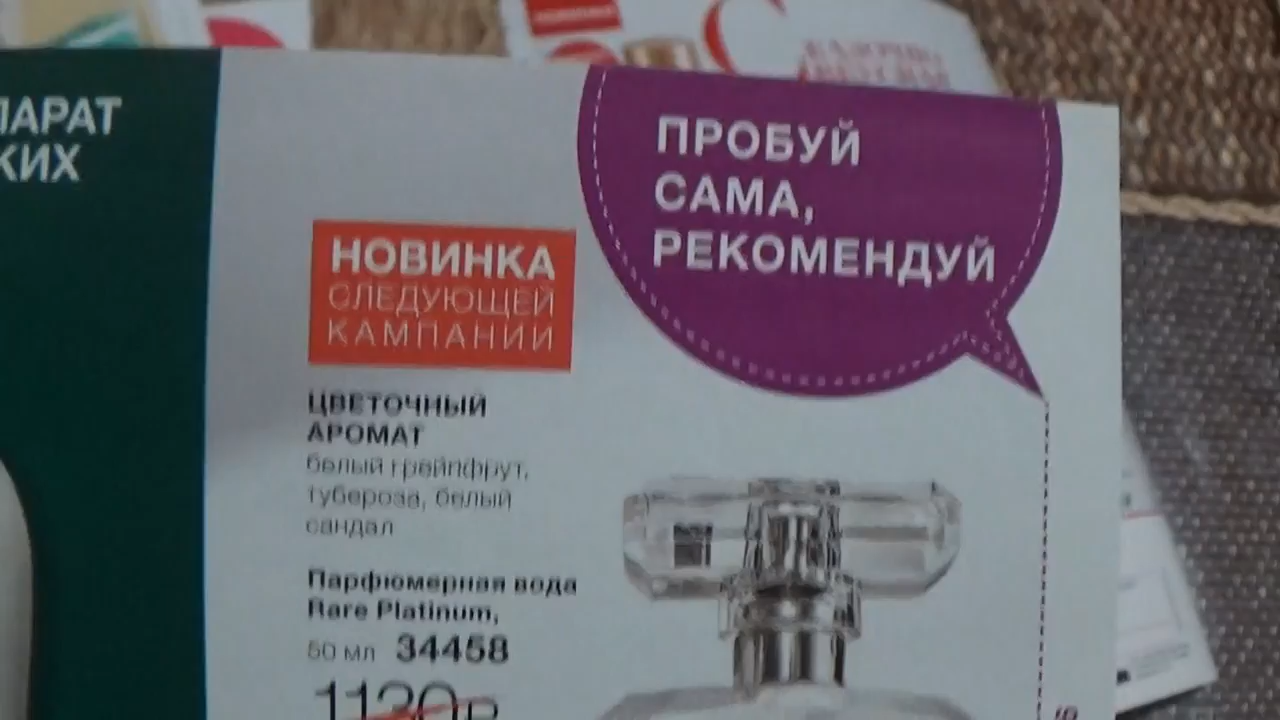 ПАРАТ
КИХ
ПРОБУЙ
САМА,
РЕКОМЕНДУЙ
НОВИНКА
СЛЕДУЮЩЕЙ
КАМПАНИИ
ЦВЕТОЧНЫЙ
АРОМАТ
белый грейпфрут,
тубероза, белый
сандал
Парфюмерная вода
Rare Platinum,
50 мл 34458